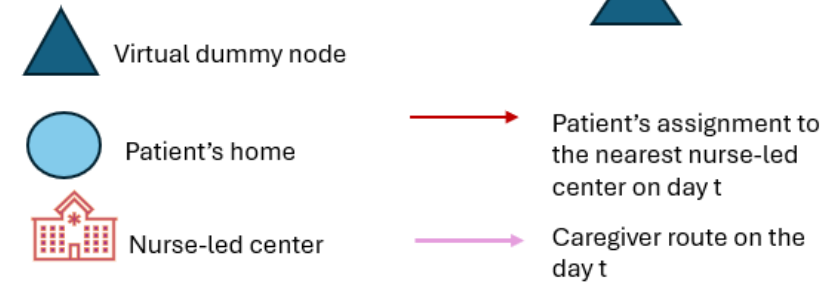 Virtual dummy node
Patient's home
Nurse-led center
Patient's assignment to
the nearest nurse-led
center on day t
Caregiver route on the
day t